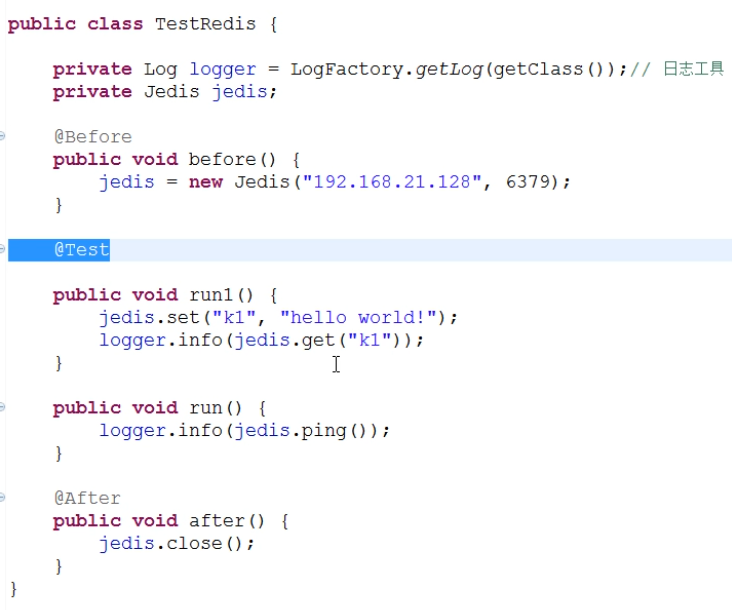 public class TestRedis {
private Log logger = LogFactory.getLog(getClass());// 日志工具
private Jedis jedis;
@Before
public void before() {
jedis = new Jedis("192.168.21.128", 6379);
}
@Test
public void run1() {
jedis.set("k1", "hello world!");
logger.info(jedis.get("k1"));
}
public void run() {
logger.info(jedis.ping());
}
@After
public void after() {
jedis.close();
}
}